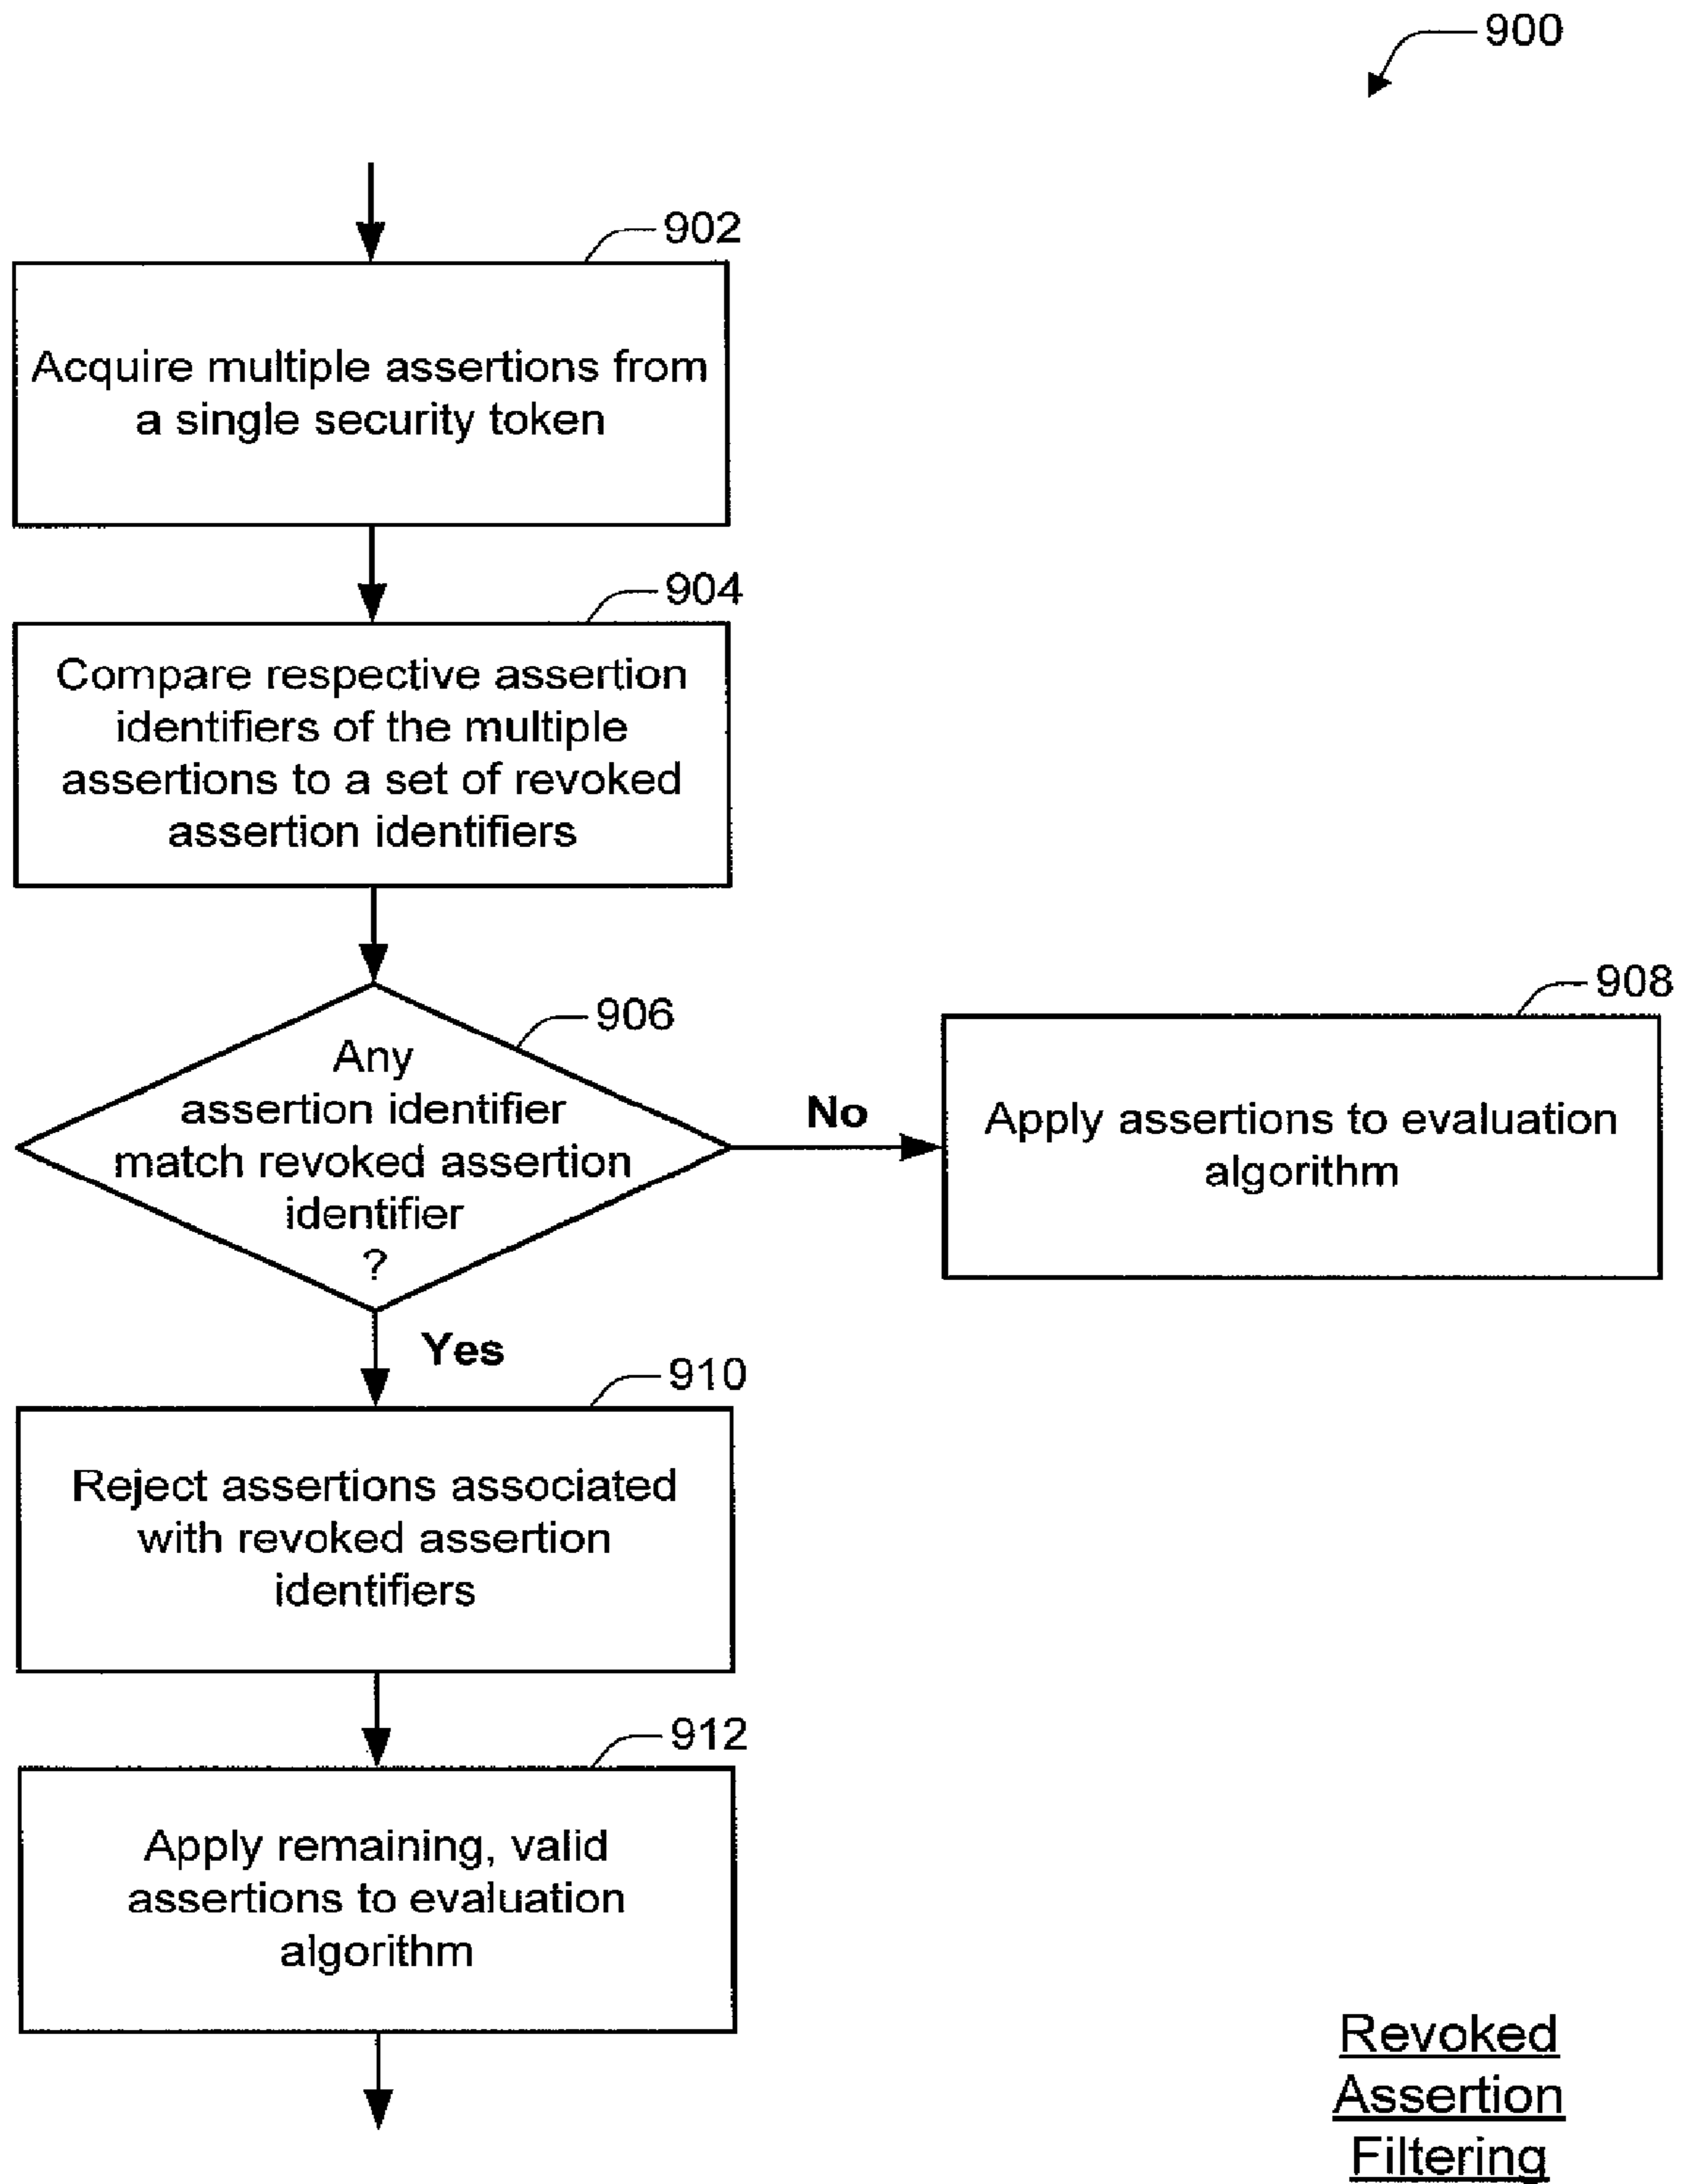 900
902
Acquire multiple assertions from
a single security token
904
Compare respective assertion
identifiers of the multiple
assertions to a set of revoked
assertion identifiers
906
Any
assertion identifier
match revoked assertion
identifier
?
No
908
Apply assertions to evaluation
algorithm
Yes
910
Reject assertions associated
with revoked assertion
identifiers
912
Apply remaining, valid
assertions to evaluation
algorithm
Revoked
Assertion
Filtering